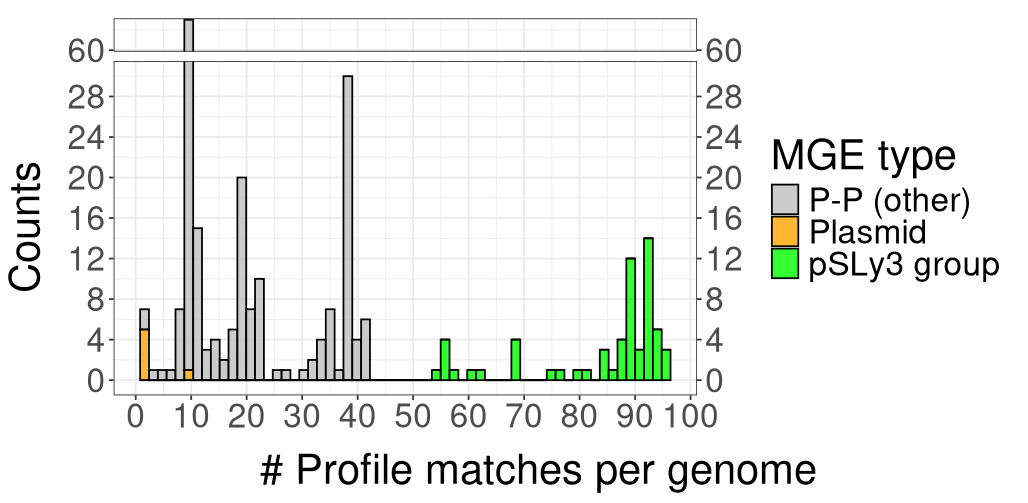 60 60
28 28
24 24
20 20
16 16
12 12
8 8
4 4
0 0
Counts
0 10 20 30 40 50 60 70 80 90 100
# Profile matches per genome
MGE type
P-P (other)
Plasmid
pSLy3 group